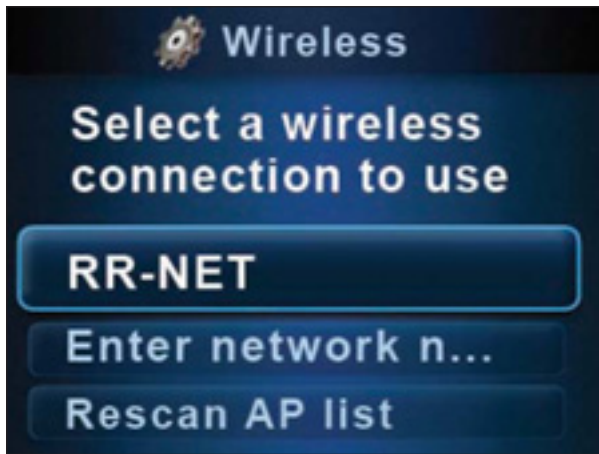 Wireless
Select a wireless
connection to use
RR-NET
Enter network n...
Rescan AP list